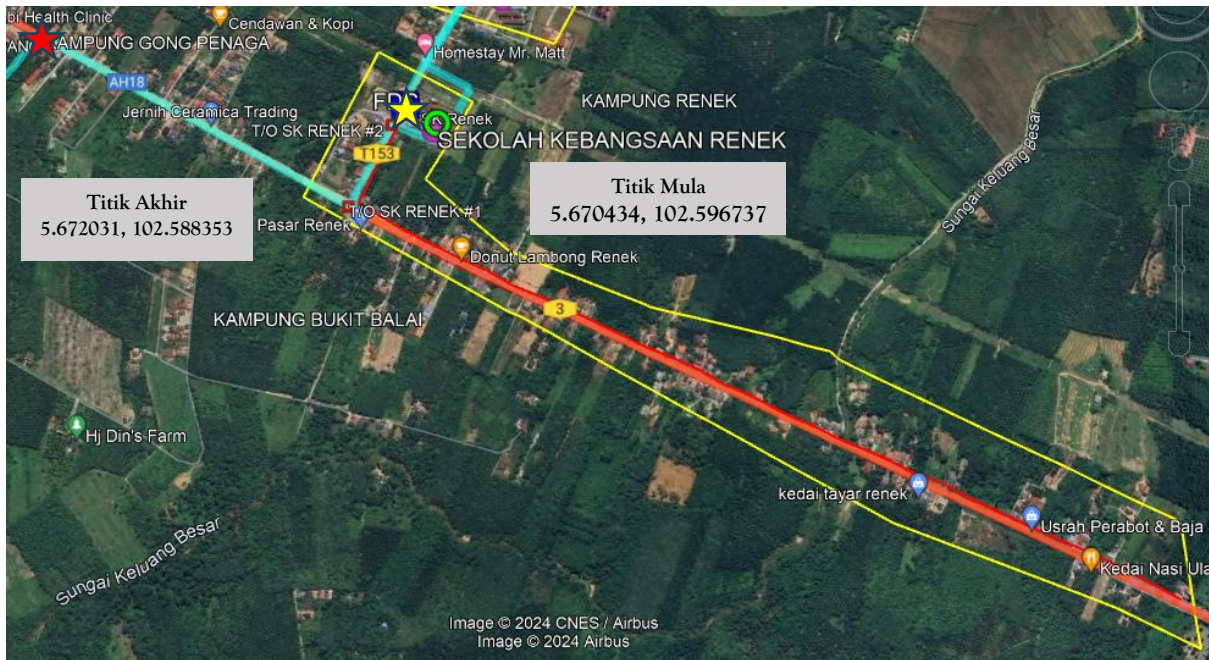 bi Health Clinic
Cendawan & Kopi
AMPUNG GONG PENAGA
Homestay Mr. Matt
AH18
Jernih Ceramica Trading
KAMPUNG RENEK
SK Renek
T/O SK RENEK #2
SEKOLAH KEBANGSAAN RENEK
T153
Sungai Keluang Besar
Titik Akhir
5.672031, 102.588353
Titik Mula
5.670434, 102.596737
T/O SK RENEK #1
Pasar Renek
Donut Lambong Renek
3
KAMPUNG BUKIT BALAI
Hj Din's Farm
kedai tayar renek
Usrah Perabot & Baja
Kedai Nasi Ula
Sungai Keluang Besar
Image © 2024 CNES / Airbus
Image © 2024 Airbus